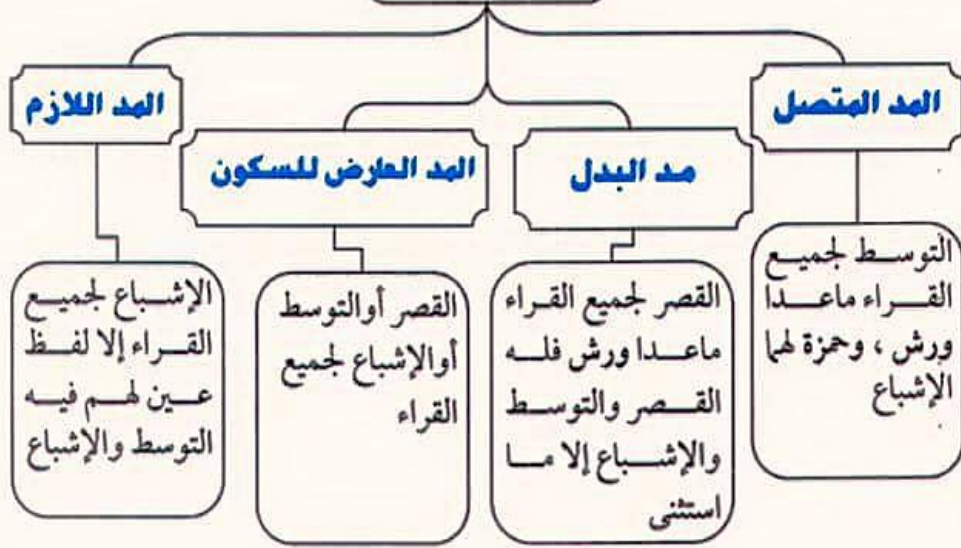 المد المتصل
التوسط لجميع
القراء ماعدا
ورش ، وحمزة لهما
الإشباع
مد البدل
القصر لجميع القراء
ماعدا ورش فله
القصر والتوسط
والإشباع إلا ما
استثنى
المد العارض للسكون
القصر أوالتوسط
أوالإشباع لجميع
القراء
المد اللازم
الإشباع لجميع
القراء إلا لفظ
عين لهم فيه
التوسط والإشباع